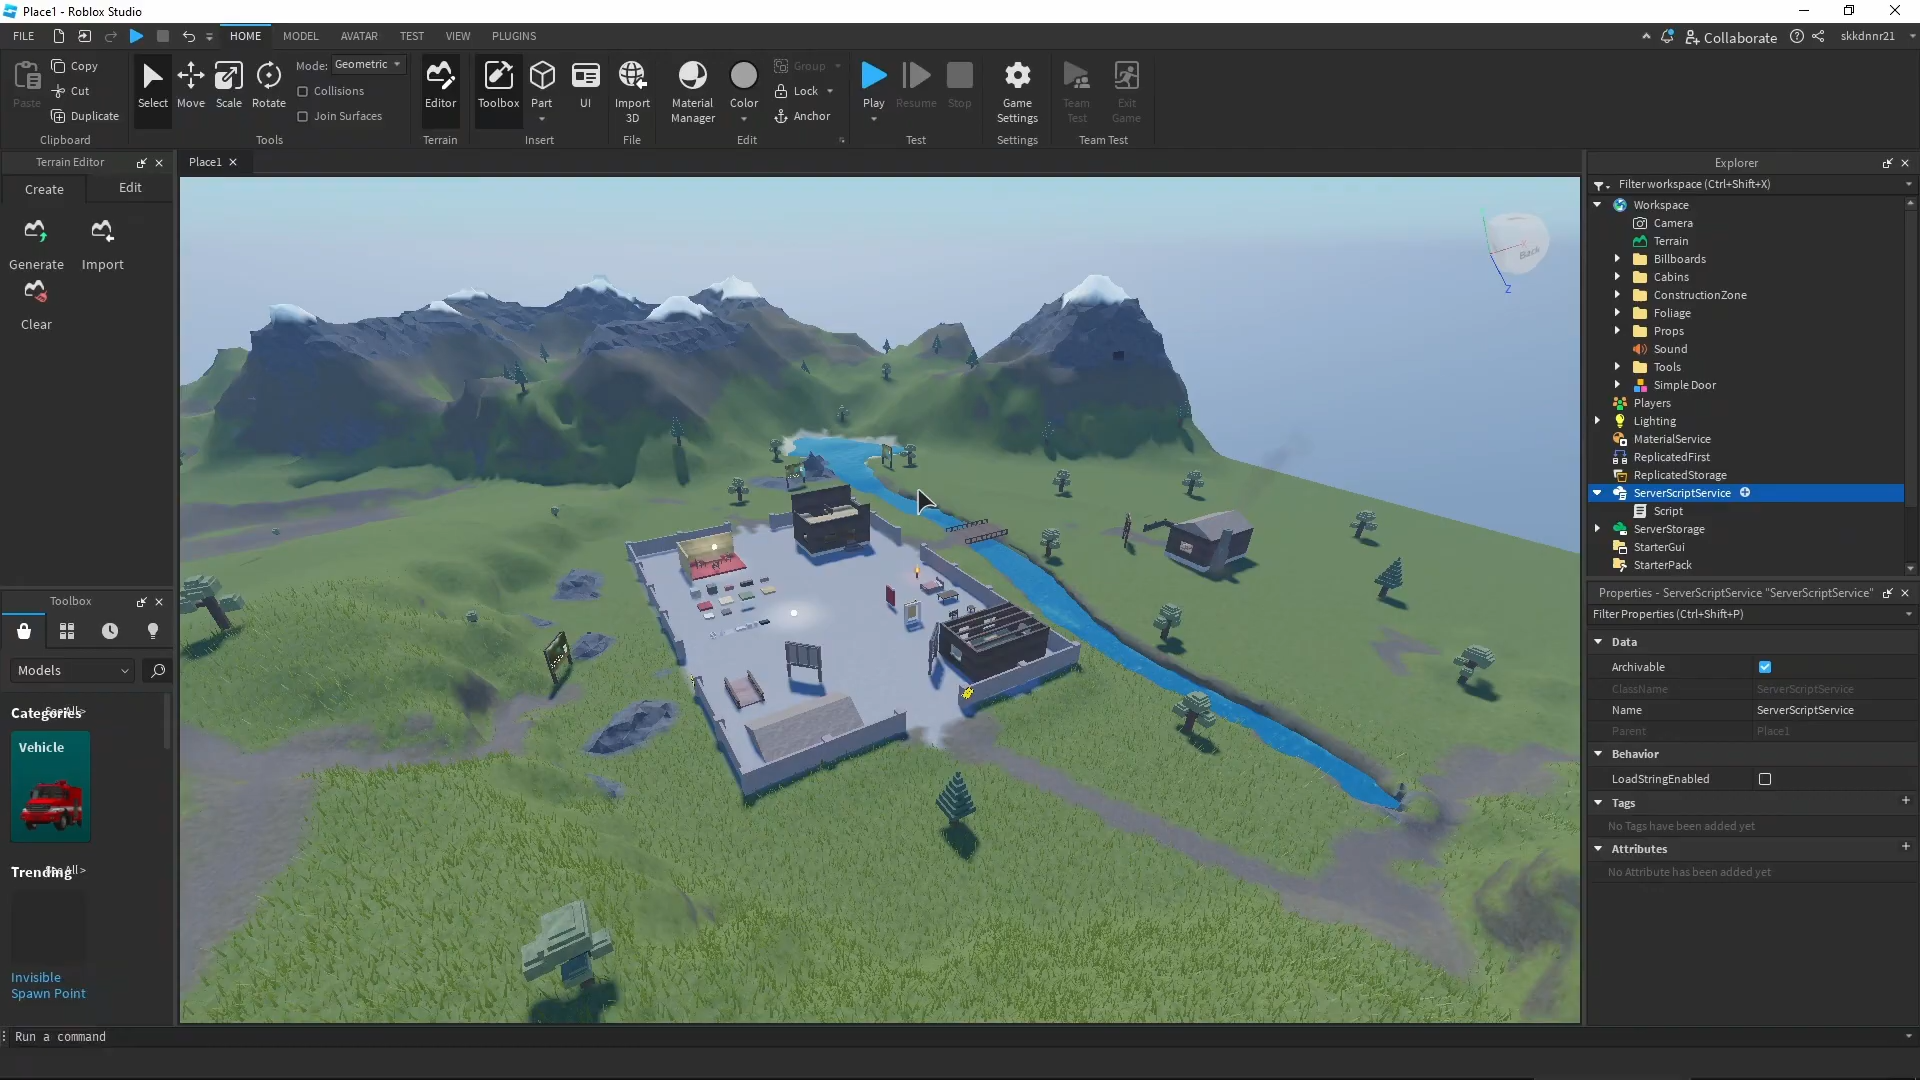 Place1 - Roblox Studio
FILE HOME MODEL AVATAR TEST VIEW PLUGINS Collaborate skkdnnr21
Paste Copy Cut Duplicate
Clipboard
Select Move Scale Rotate
Mode: Geometric
Collisions
Join Surfaces
Tools
Editor
Terrain
Toolbox Part UI
Insert
Import 3D
File
Material Manager Color
Group
Lock
Anchor
Edit
Play Resume Stop
Test
Game Settings
Settings
Team Test Exit Game
Team Test
Terrain Editor
Create Edit
Generate Import
Clear
Toolbox
Models
Categories See All >
Vehicle
Trending See All >
Invisible
Spawn Point
Place1
Back
Z
Explorer
Filter workspace (Ctrl+Shift+X)
Workspace
Camera
Terrain
Billboards
Cabins
ConstructionZone
Foliage
Props
Sound
Tools
Simple Door
Players
Lighting
MaterialService
ReplicatedFirst
ReplicatedStorage
ServerScriptService
Script
ServerStorage
StarterGui
StarterPack
Properties - ServerScriptService "ServerScriptService"
Filter Properties (Ctrl+Shift+P)
Data
Archivable
ClassName ServerScriptService
Name ServerScriptService
Parent Place1
Behavior
LoadStringEnabled
Tags
No Tags have been added yet
Attributes
No Attribute has been added yet
Run a command